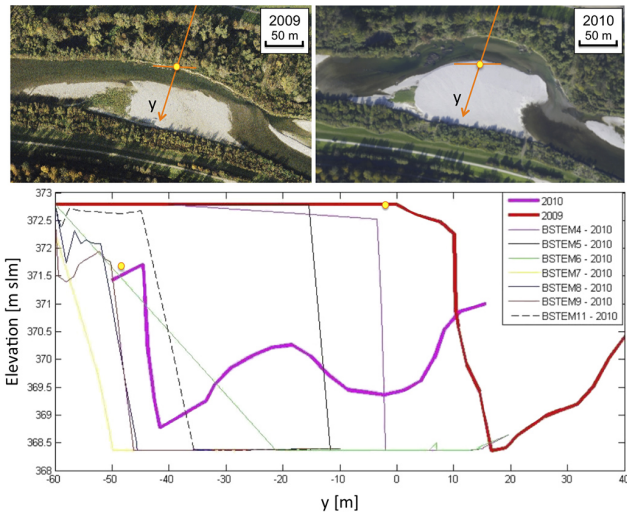 2009
50 m
y
2010
50 m
y
373
372.5
372
371.5
371
370.5
370
369.5
369
368.5
368
-60
-50
-40
-30
-20
-10
0
10
20
30
40
Elevation [m slm]
y [m]
2010
2009
BSTEM4 - 2010
BSTEM5 - 2010
BSTEM6 - 2010
BSTEM7 - 2010
BSTEM8 - 2010
BSTEM9 - 2010
BSTEM11 - 2010